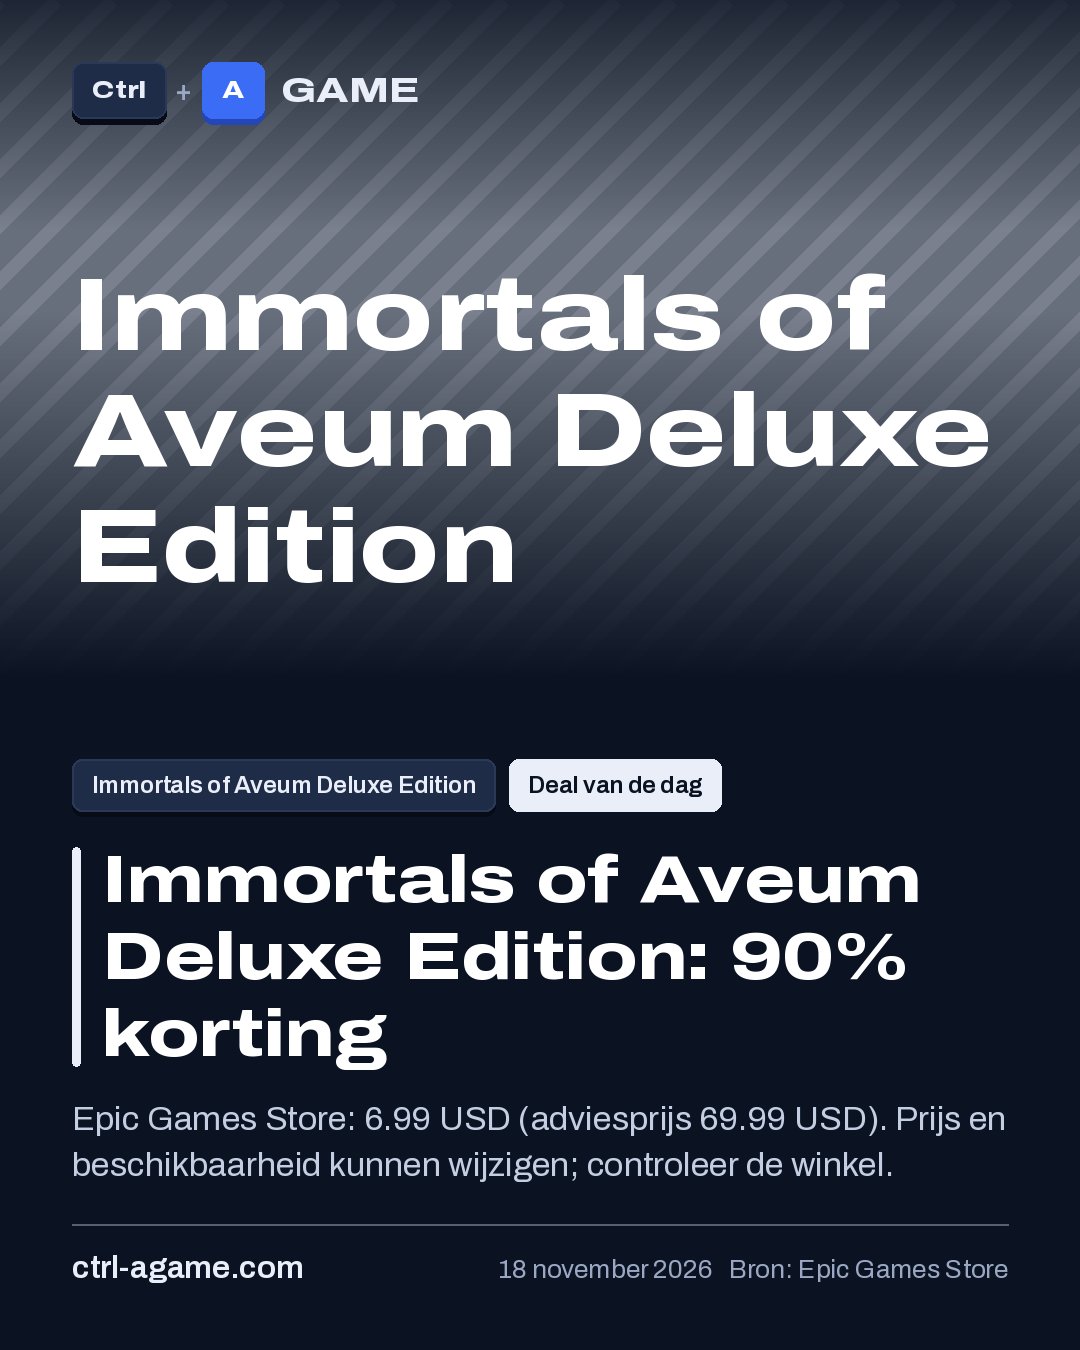 Ctrl + A GAME
Immortals of
Aveum Deluxe
Edition
Immortals of Aveum Deluxe Edition Deal van de dag
Immortals of Aveum
Deluxe Edition: 90%
korting
Epic Games Store: 6.99 USD (adviesprijs 69.99 USD). Prijs en
beschikbaarheid kunnen wijzigen; controleer de winkel.
ctrl-agame.com 18 november 2026 Bron: Epic Games Store